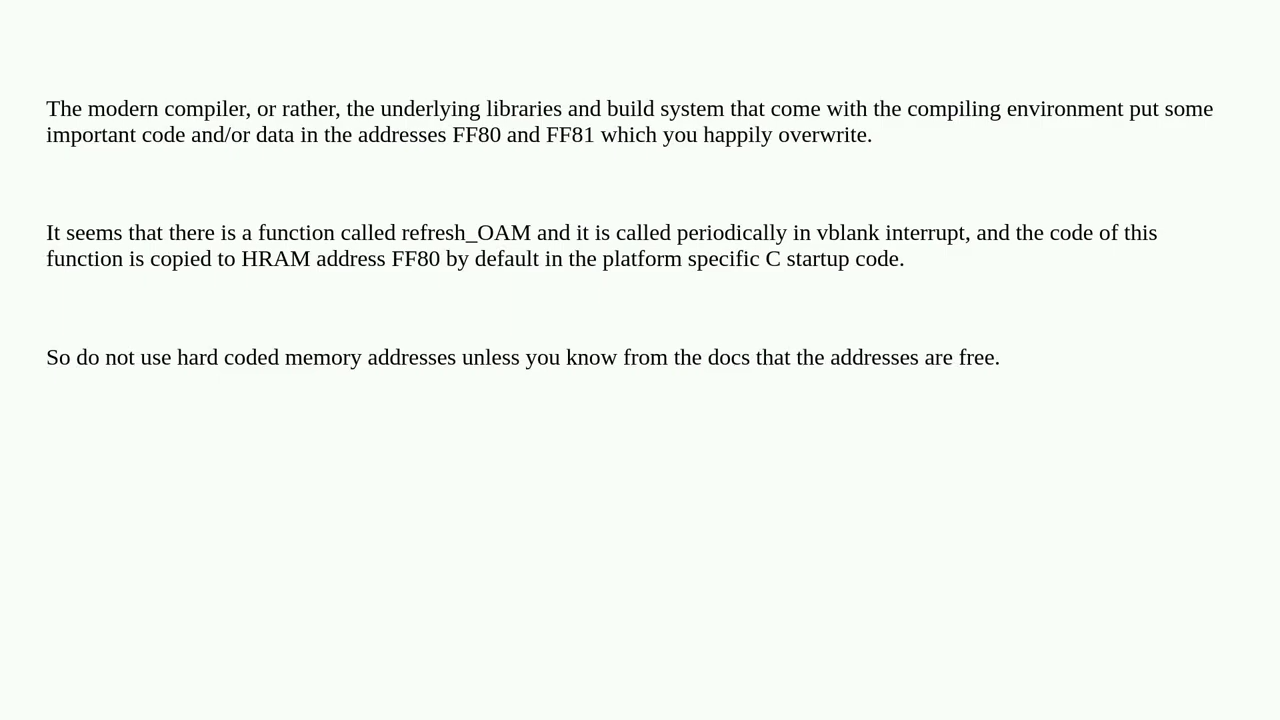 The modern compiler, or rather, the underlying libraries and build system that come with the compiling environment put some
important code and/or data in the addresses FF80 and FF81 which you happily overwrite.
It seems that there is a function called refresh_OAM and it is called periodically in vblank interrupt, and the code of this
function is copied to HRAM address FF80 by default in the platform specific C startup code.
So do not use hard coded memory addresses unless you know from the docs that the addresses are free.